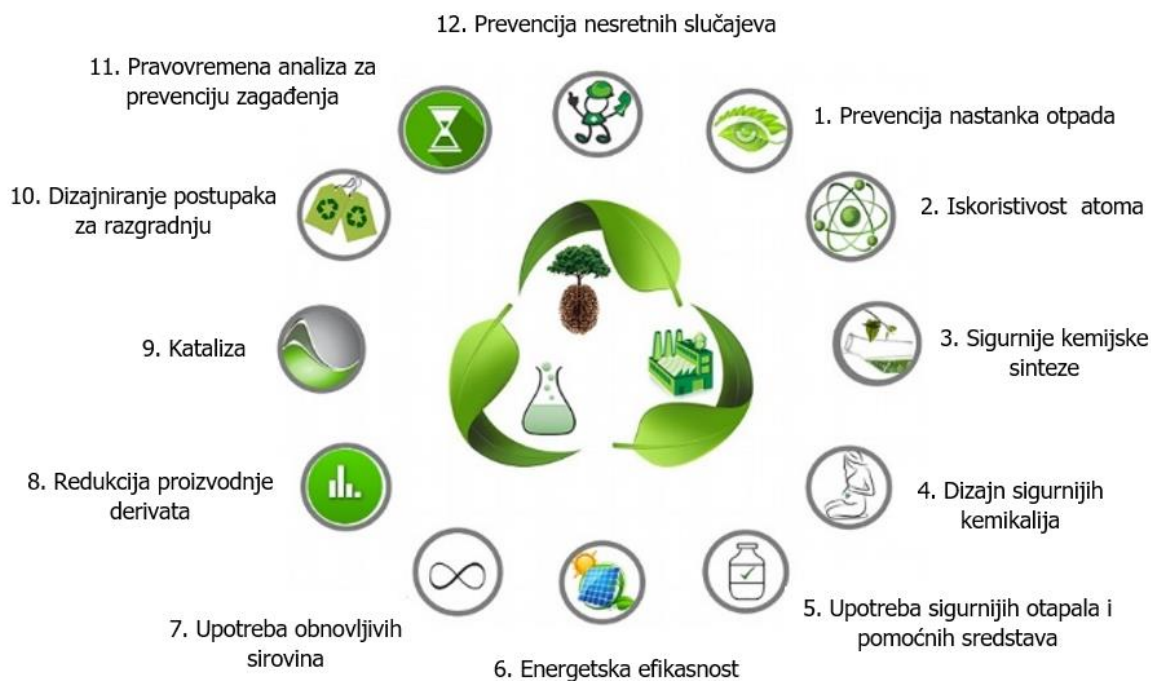 12. Prevencija nesretnih slučajeva
11. Pravovremena analiza za
prevenciju zagađenja
1. Prevencija nastanka otpada
10. Dizajniranje postupaka
za razgradnju
2. Iskoristivost atoma
9. Kataliza
3. Sigurnije kemijske
sinteze
8. Redukcija proizvodnje
derivata
4. Dizajn sigurnijih
kemikalija
7. Upotreba obnovljivih
sirovina
5. Upotreba sigurnijih otapala i
pomoćnih sredstava
6. Energetska efikasnost